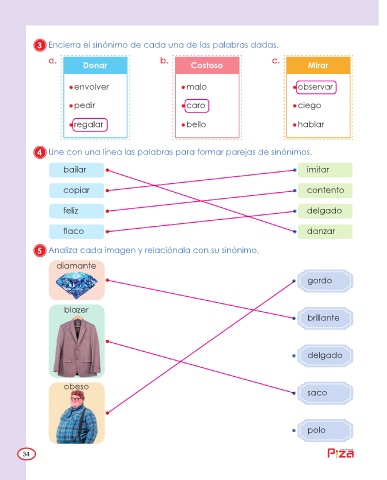 3 Encierra el sinónimo de cada una de las palabras dadas.
a. Donar
envolver
pedir
regalar
b. Costoso
malo
caro
bello
c. Mirar
observar
ciego
hablar
4 Une con una línea las palabras para formar parejas de sinónimos.
bailar imitar
copiar contento
feliz delgado
flaco danzar
5 Analiza cada imagen y relaciónala con su sinónimo.
diamante
gordo
blazer
brillante
delgado
obeso
saco
polo
34